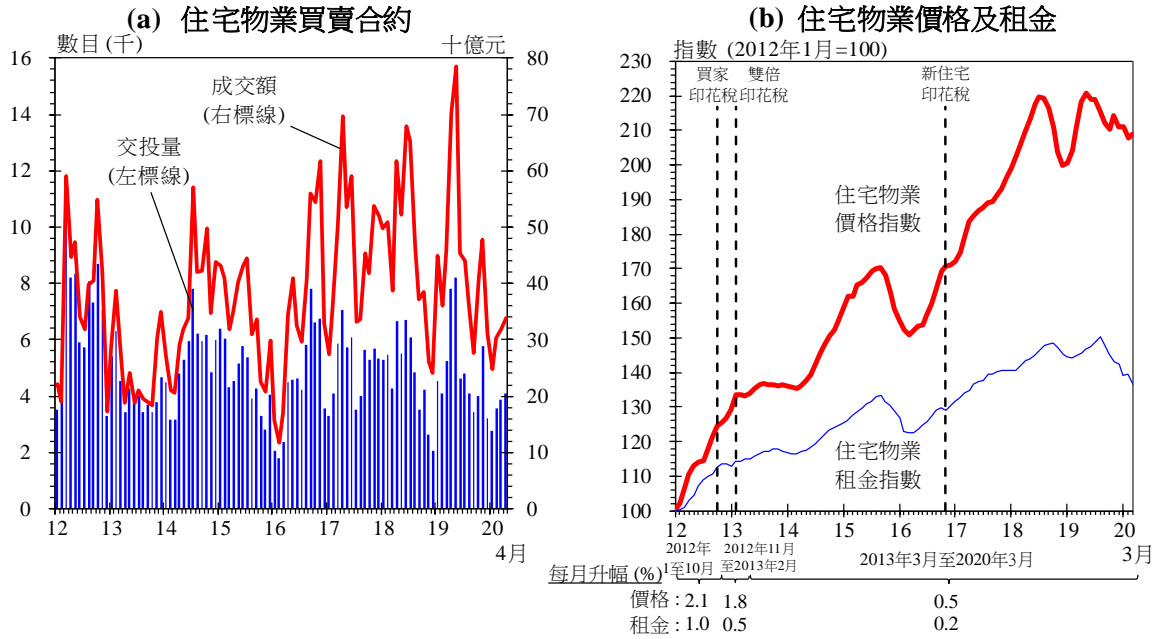 (a) 住宅物業買賣合約
數目 (千)
十億元
16
14
12
10
8
6
4
2
0
80
70
60
50
40
30
20
10
0
成交額
(右標線)
交投量
(左標線)
12 13 14 15 16 17 18 19 20
4月
(b) 住宅物業價格及租金
指數 (2012年1月=100)
230
220
210
200
190
180
170
160
150
140
130
120
110
100
買家
印花稅
雙倍
印花稅
新住宅
印花稅
住宅物業
價格指數
住宅物業
租金指數
12 13 14 15 16 17 18 19 20
3月
2012年
1至10月
2012年11月
至2013年2月
2013年3月至2020年3月
每月升幅 (%)
價格 : 2.1 1.8 0.5
租金 : 1.0 0.5 0.2